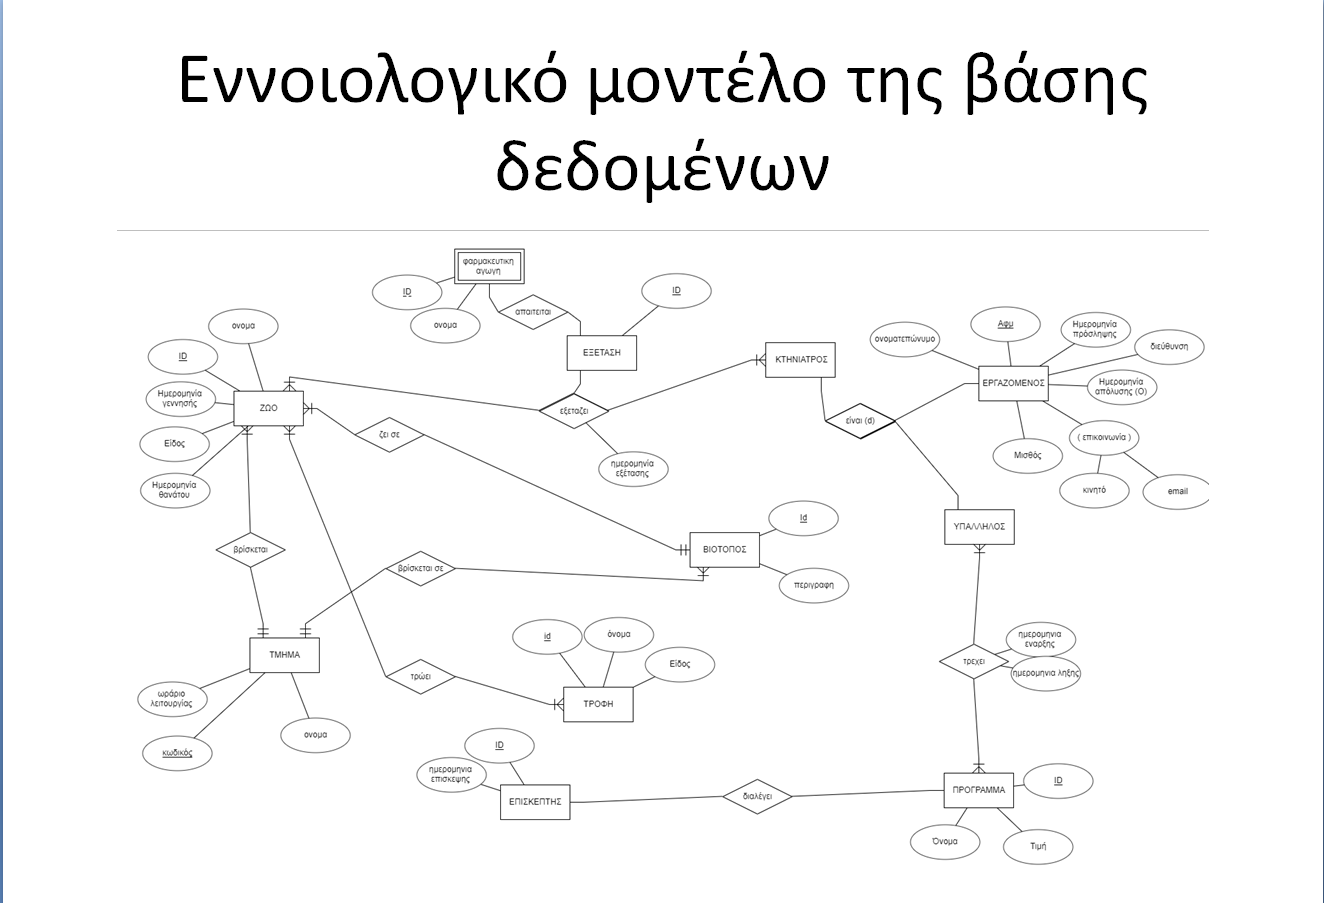 Εννοιολογικό μοντέλο της βάσης
δεδομένων
φαρμακευτικη
αγωγη
ID
ονομα
απαιτειται
ID
ΕΞΕΤΑΣΗ
ΚΤΗΝΙΑΤΡΟΣ
εξεταζει
ημερομηνία
εξέτασης
ονοματεπώνυμο
Αφμ
Ημερομηνία
πρόσληψης
διεύθυνση
ΕΡΓΑΖΟΜΕΝΟΣ
Ημερομηνία
απόλυσης (Ο)
( επικοινωνία )
Μισθός
κινητό
email
είναι (d)
ονομα
ID
Ημερομηνία
γεννησής
Είδος
Ημερομηνία
θανάτου
ΖΩΟ
ζει σε
ΥΠΑΛΛΗΛΟΣ
Id
ΒΙΟΤΟΠΟΣ
περιγραφη
βρίσκεται
βρίσκεται σε
ΤΜΗΜΑ
ωράριο
λειτουργίας
κωδικός
ονομα
τρώει
id
όνομα
Είδος
ΤΡΟΦΗ
τρεχει
ημερομηνια
εναρξης
ημερομηνια ληξης
ID
ημερομηνια
επισκεψης
ΕΠΙΣΚΕΠΤΗΣ
διαλέγει
ΠΡΟΓΡΑΜΜΑ
ID
Όνομα
Τιμή